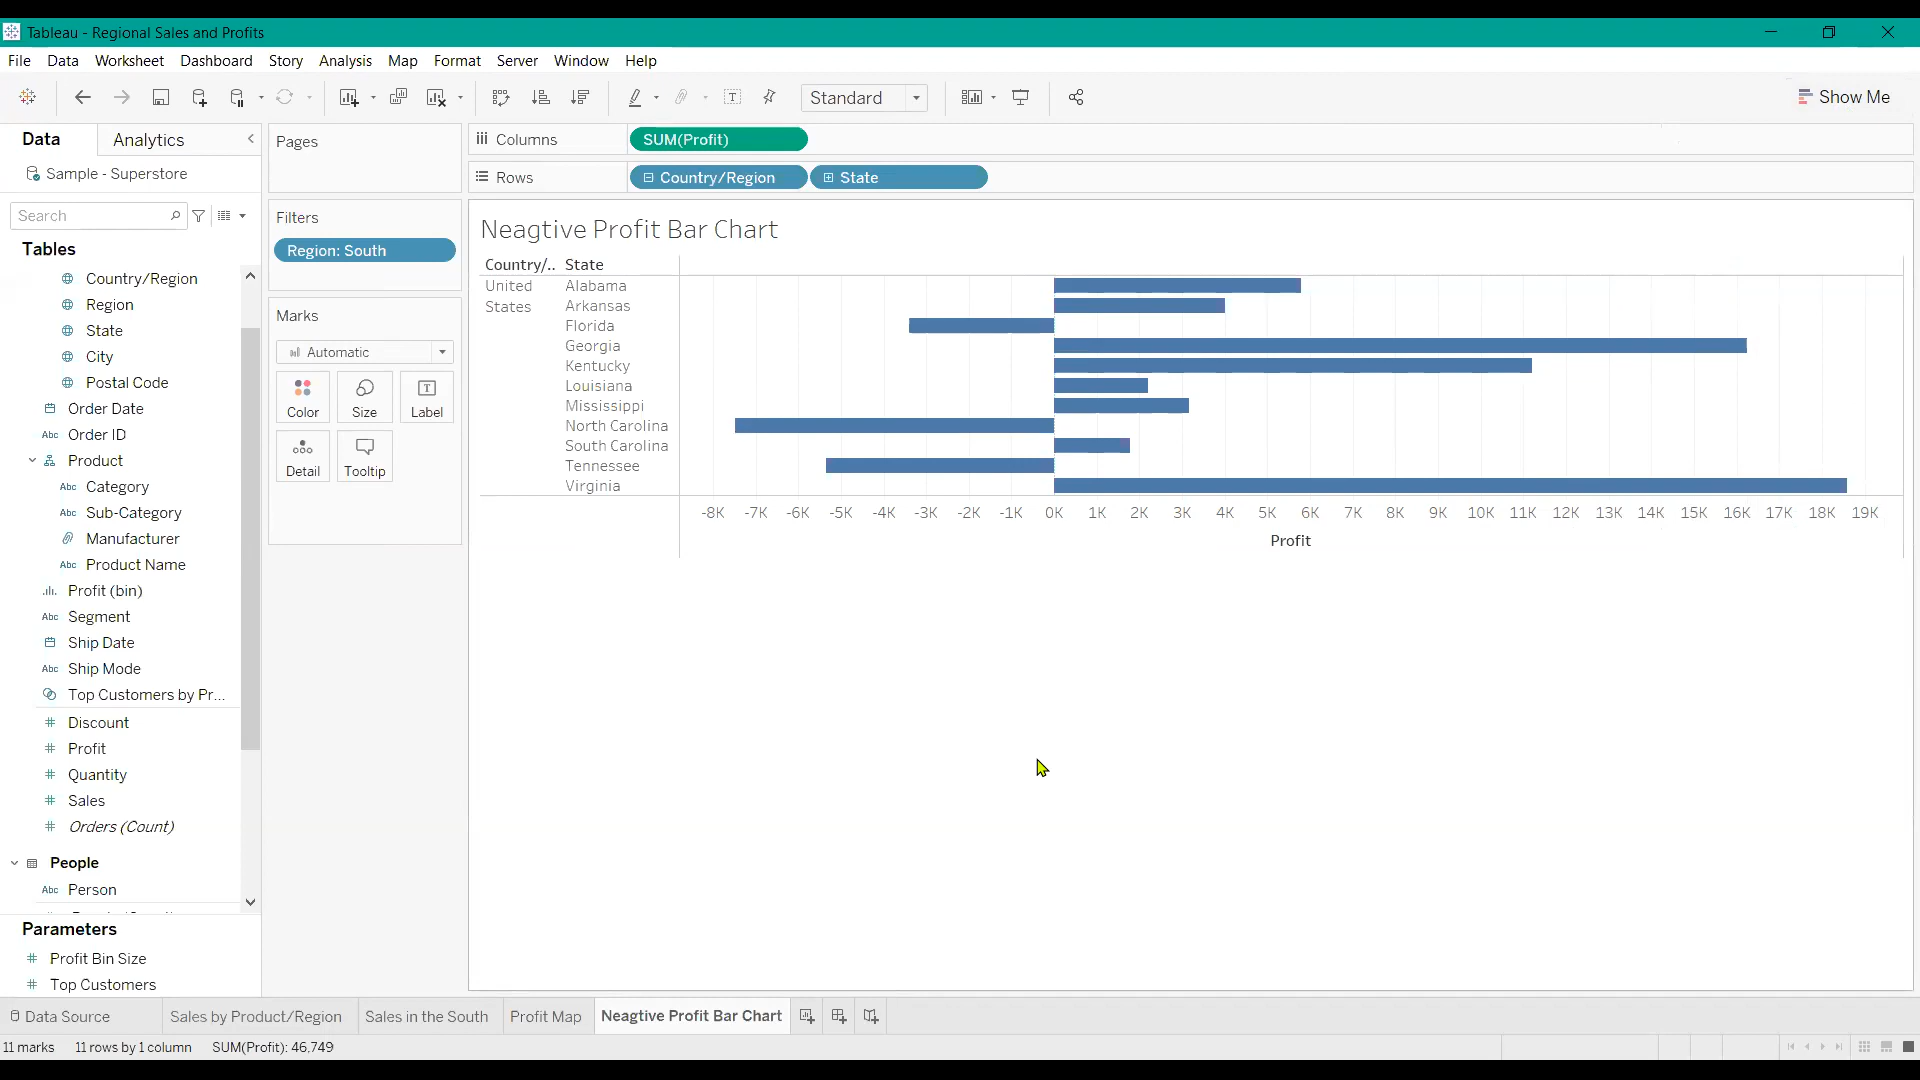 Tableau - Regional Sales and Profits
File Data Worksheet Dashboard Story Analysis Map Format Server Window Help
Standard
Show Me
Data Analytics
Sample - Superstore
Search
Tables
Country/Region
Region
State
City
Postal Code
Order Date
Abc Order ID
Product
Abc Category
Abc Sub-Category
Manufacturer
Abc Product Name
Profit (bin)
Abc Segment
Ship Date
Abc Ship Mode
Top Customers by Pr...
Discount
Profit
Quantity
Sales
Orders (Count)
People
Abc Person
Parameters
Profit Bin Size
Top Customers
Pages
Filters
Region: South
Marks
Automatic
Color Size Label
Detail Tooltip
Columns SUM(Profit)
Rows Country/Region State
Neagtive Profit Bar Chart
Country/.. State
United States
Alabama
Arkansas
Florida
Georgia
Kentucky
Louisiana
Mississippi
North Carolina
South Carolina
Tennessee
Virginia
-8K -7K -6K -5K -4K -3K -2K -1K 0K 1K 2K 3K 4K 5K 6K 7K 8K 9K 10K 11K 12K 13K 14K 15K 16K 17K 18K 19K
Profit
Data Source Sales by Product/Region Sales in the South Profit Map Neagtive Profit Bar Chart
11 marks 11 rows by 1 column SUM(Profit): 46,749